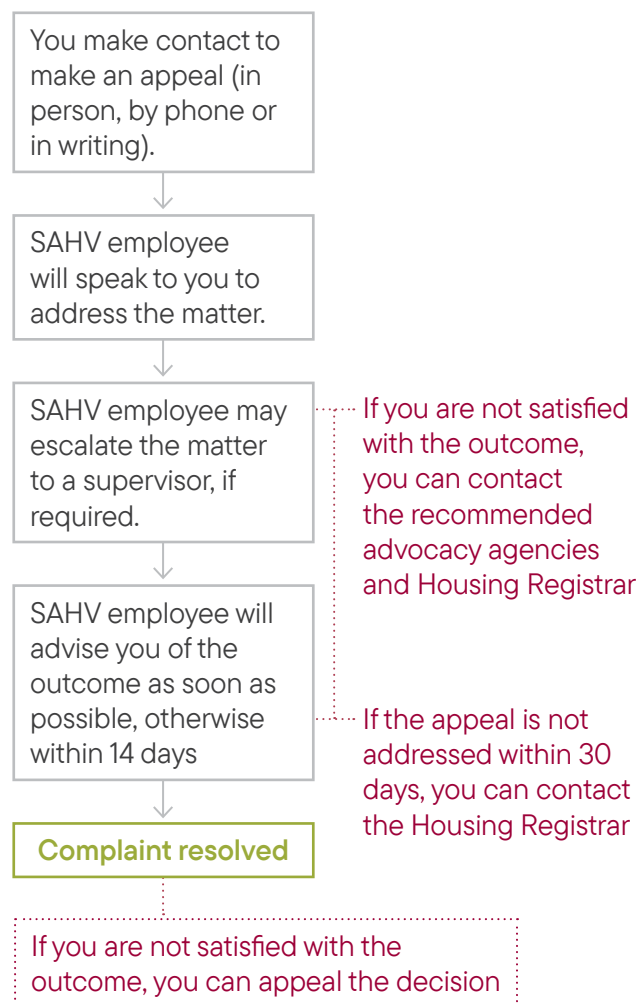 You make contact to
make an appeal (in
person, by phone or
in writing).
SAHV employee
will speak to you to
address the matter.
SAHV employee may
escalate the matter
to a supervisor, if
required.
If you are not satisfied
with the outcome,
you can contact
the recommended
advocacy agencies
and Housing Registrar
SAHV employee will
advise you of the
outcome as soon as
possible, otherwise
within 14 days
If the appeal is not
addressed within 30
days, you can contact
the Housing Registrar
Complaint resolved
If you are not satisfied with the
outcome, you can appeal the decision